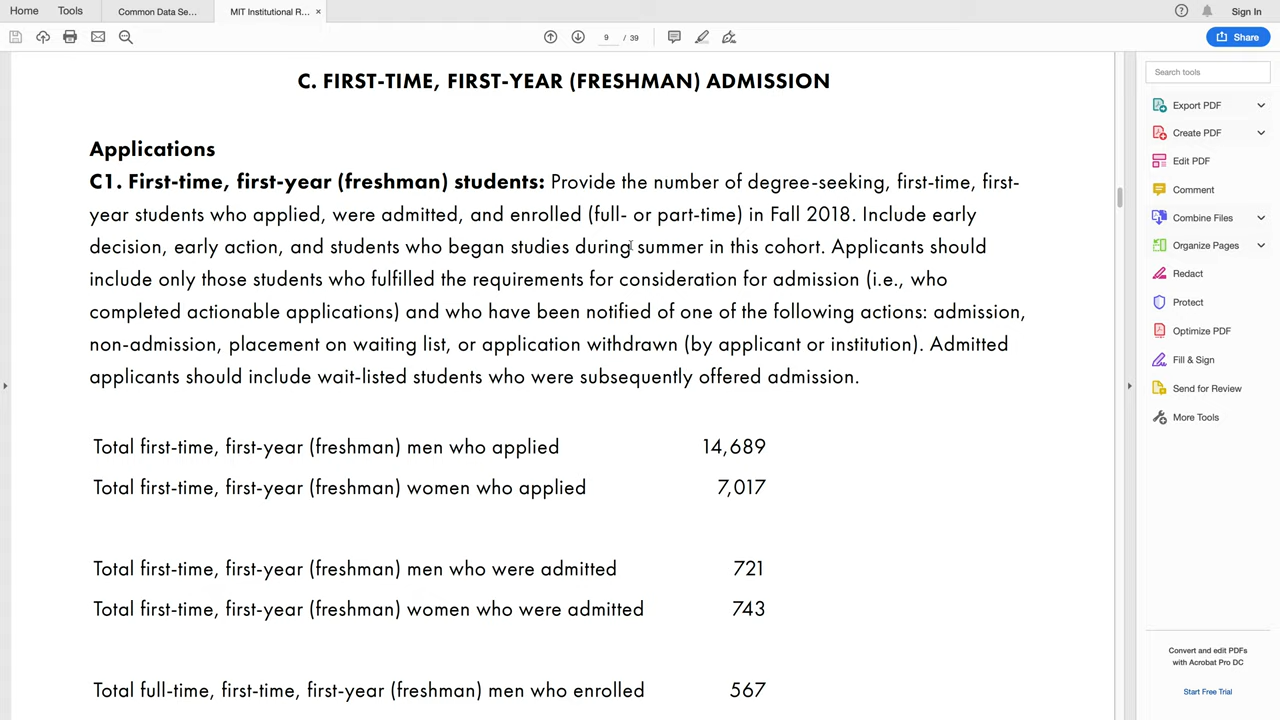 Home
Tools
Common Data Se...
MIT Institutional R... ×
Sign In
9 / 39
Share
C. FIRST-TIME, FIRST-YEAR (FRESHMAN) ADMISSION
Applications
C1. First-time, first-year (freshman) students: Provide the number of degree-seeking, first-time, first-
year students who applied, were admitted, and enrolled (full- or part-time) in Fall 2018. Include early
decision, early action, and students who began studies during summer in this cohort. Applicants should
include only those students who fulfilled the requirements for consideration for admission (i.e., who
completed actionable applications) and who have been notified of one of the following actions: admission,
non-admission, placement on waiting list, or application withdrawn (by applicant or institution). Admitted
applicants should include wait-listed students who were subsequently offered admission.
Total first-time, first-year (freshman) men who applied 14,689
Total first-time, first-year (freshman) women who applied 7,017
Total first-time, first-year (freshman) men who were admitted 721
Total first-time, first-year (freshman) women who were admitted 743
Total full-time, first-time, first-year (freshman) men who enrolled 567
Search tools
Export PDF
Create PDF
Edit PDF
Comment
Combine Files
Organize Pages
Redact
Protect
Optimize PDF
Fill & Sign
Send for Review
More Tools
Convert and edit PDFs
with Acrobat Pro DC
Start Free Trial